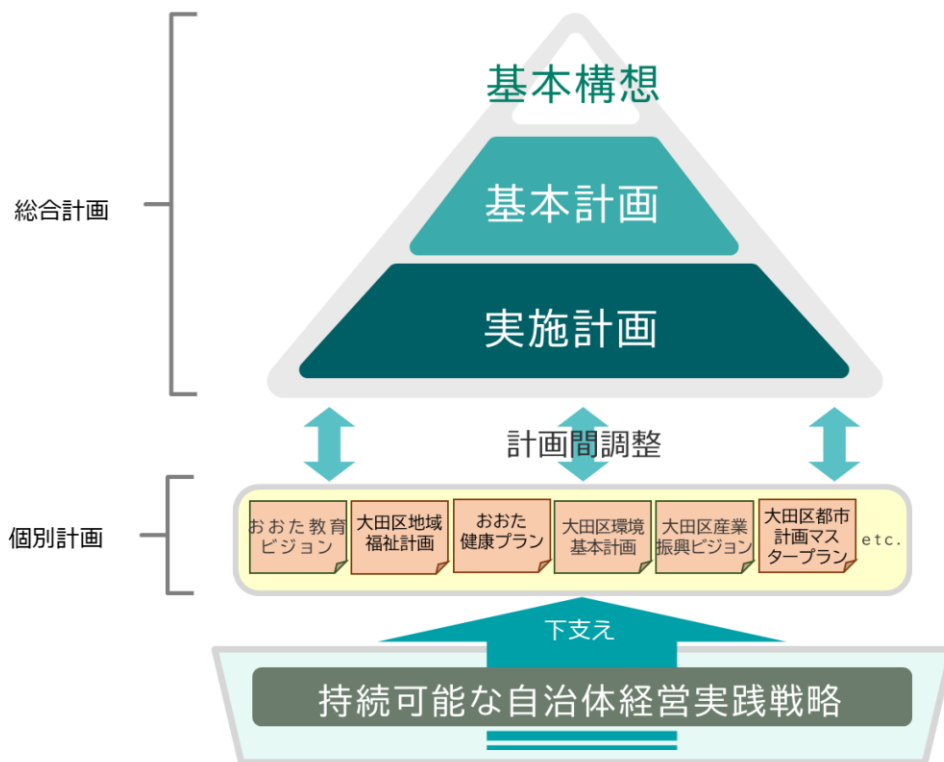 基本構想
基本計画
総合計画
実施計画
計画間調整
個別計画
おおた教育
ビジョン
大田区地域
福祉計画
おおた
健康プラン
大田区環境
基本計画
大田区産業
振興ビジョン
大田区都市
計画マス
タープラン
etc.
下支え
持続可能な自治体経営実践戦略